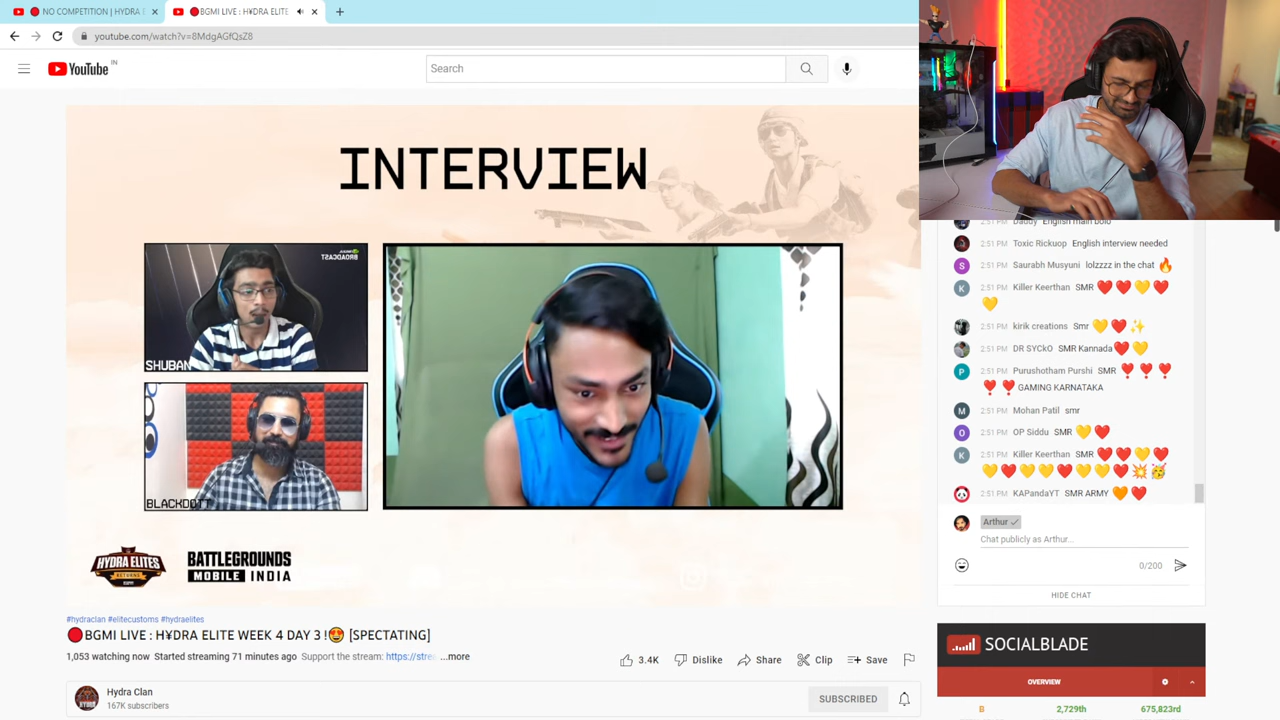 NO COMPETITION | HYDRA E
BGMI LIVE : H¥DRA ELITE
youtube.com/watch?v=8MdgAGfQsZ8
YouTube IN
Search
INTERVIEW
BROADCAST
SHUBAN
BLACKDOTT
HYDRA ELITES
RETURNS
BATTLEGROUNDS
MOBILE INDIA
#hydraclan #elitecustoms #hydraelites
🔴BGMI LIVE : H¥DRA ELITE WEEK 4 DAY 3 !😍 [SPECTATING]
1,053 watching now Started streaming 71 minutes ago Support the stream: https://stre ...more
3.4K Dislike Share Clip Save
Hydra Clan
167K subscribers
SUBSCRIBED
Daddy English main bolo
2:51 PM Toxic Rickuop English interview needed
2:51 PM Saurabh Musyuni lolzzzz in the chat 🔥
2:51 PM Killer Keerthan SMR ❤️ ❤️ 💛 ❤️
💛
2:51 PM kirik creations Smr 💛 ❤️ ✨
2:51 PM DR SYCkO SMR Kannada ❤️ 💛
2:51 PM Purushotham Purshi SMR ❣️ ❣️ ❣️
❣️ ❣️ GAMING KARNATAKA
2:51 PM Mohan Patil smr
2:51 PM OP Siddu SMR 💛 ❤️
2:51 PM Killer Keerthan SMR ❤️ ❤️ 💛 ❤️
💛 ❤️ 💛 💛 ❤️ 💛 💛 ❤️ 💥 🥳
2:51 PM KAPandaYT SMR ARMY 🧡 ❤️
Arthur ✓
Chat publicly as Arthur...
0/200
HIDE CHAT
SOCIALBLADE
OVERVIEW
B 2,729th 675,823rd